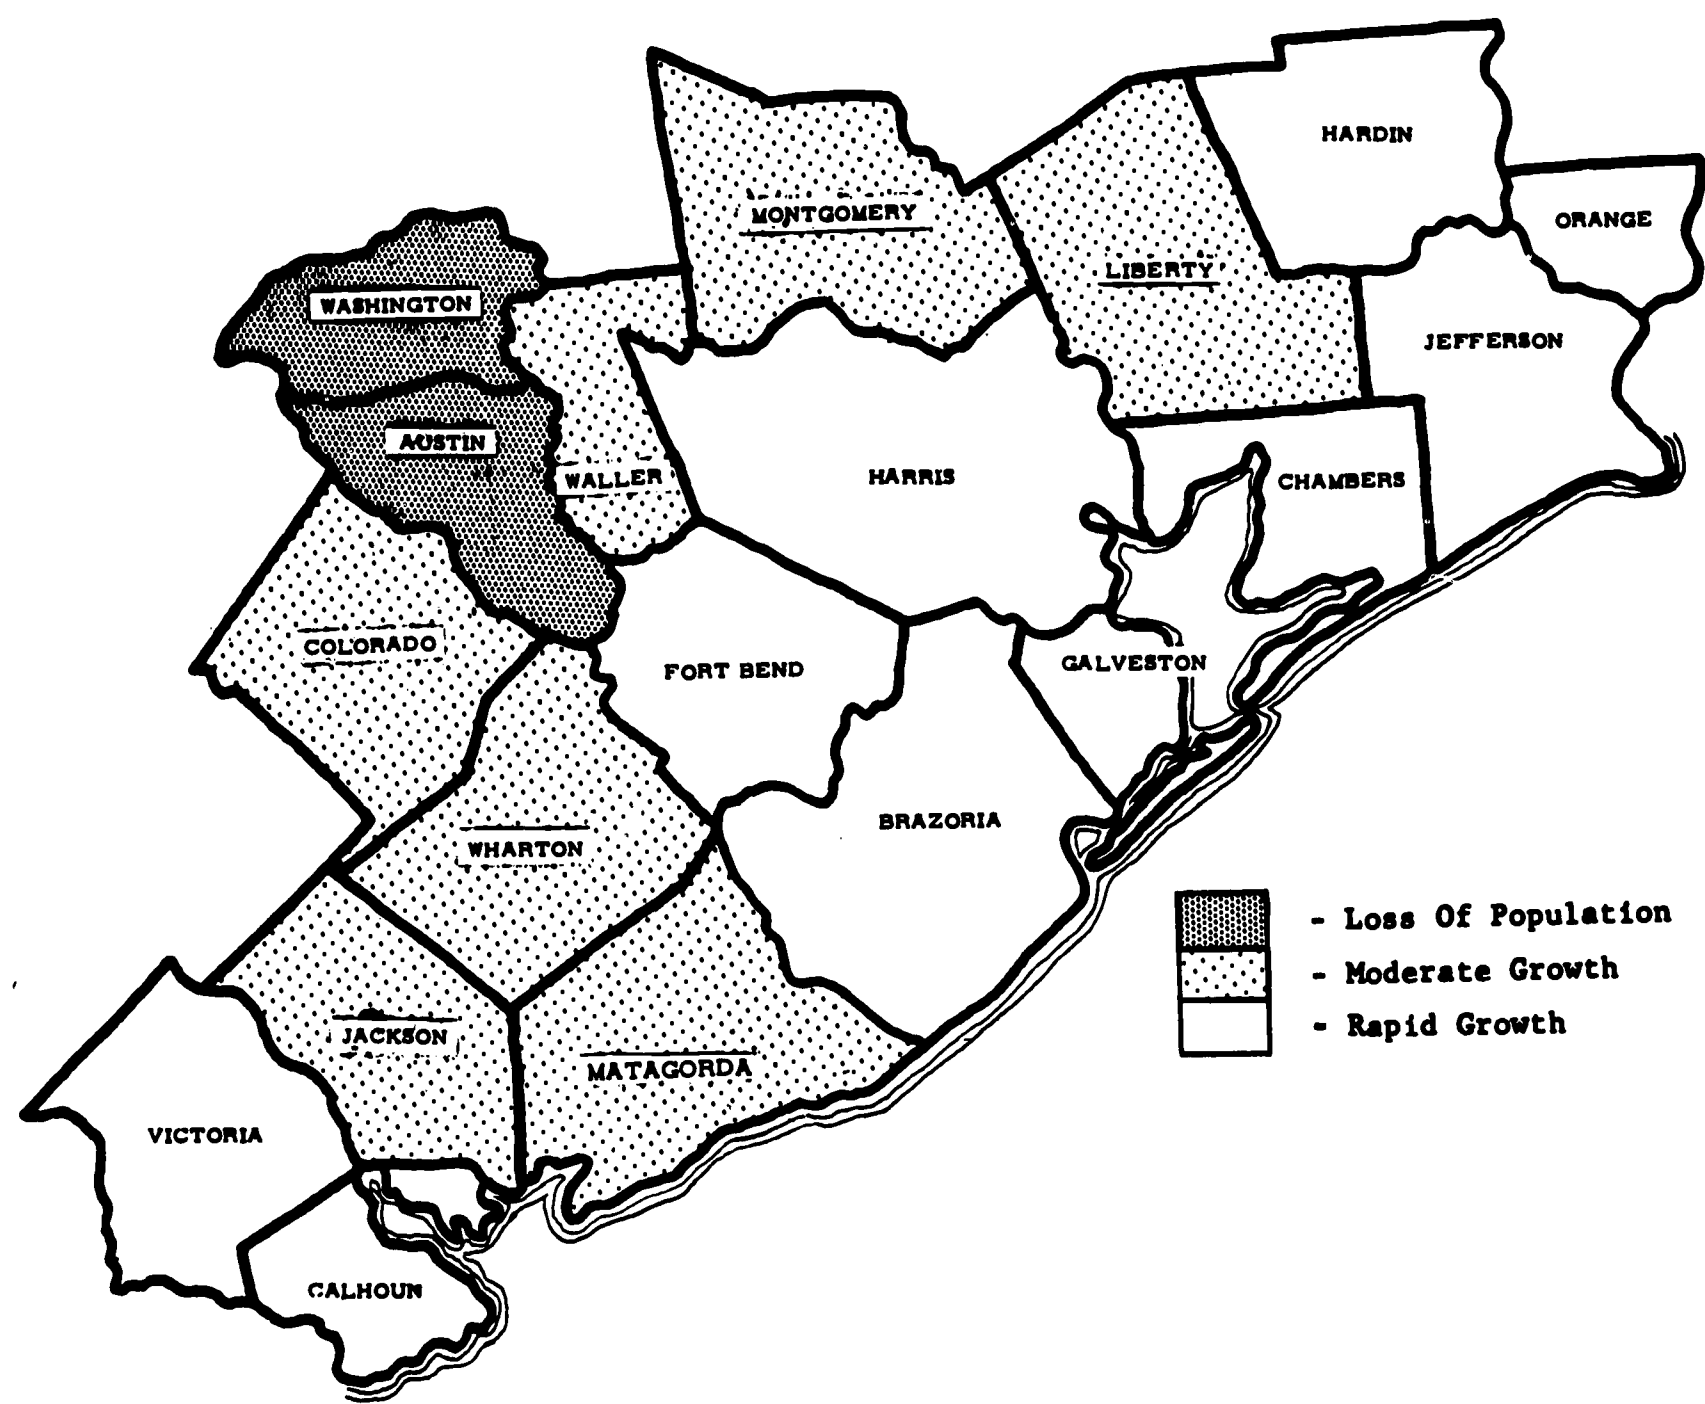 HARDIN
ORANGE
MONTGOMERY
LIBERTY
WASHINGTON
JEFFERSON
AUSTIN
WALLER
HARRIS
CHAMBERS
COLORADO
FORT BEND
GALVESTON
WHARTON
BRAZORIA
- Loss Of Population
- Moderate Growth
- Rapid Growth
JACKSON
MATAGORDA
VICTORIA
CALHOUN